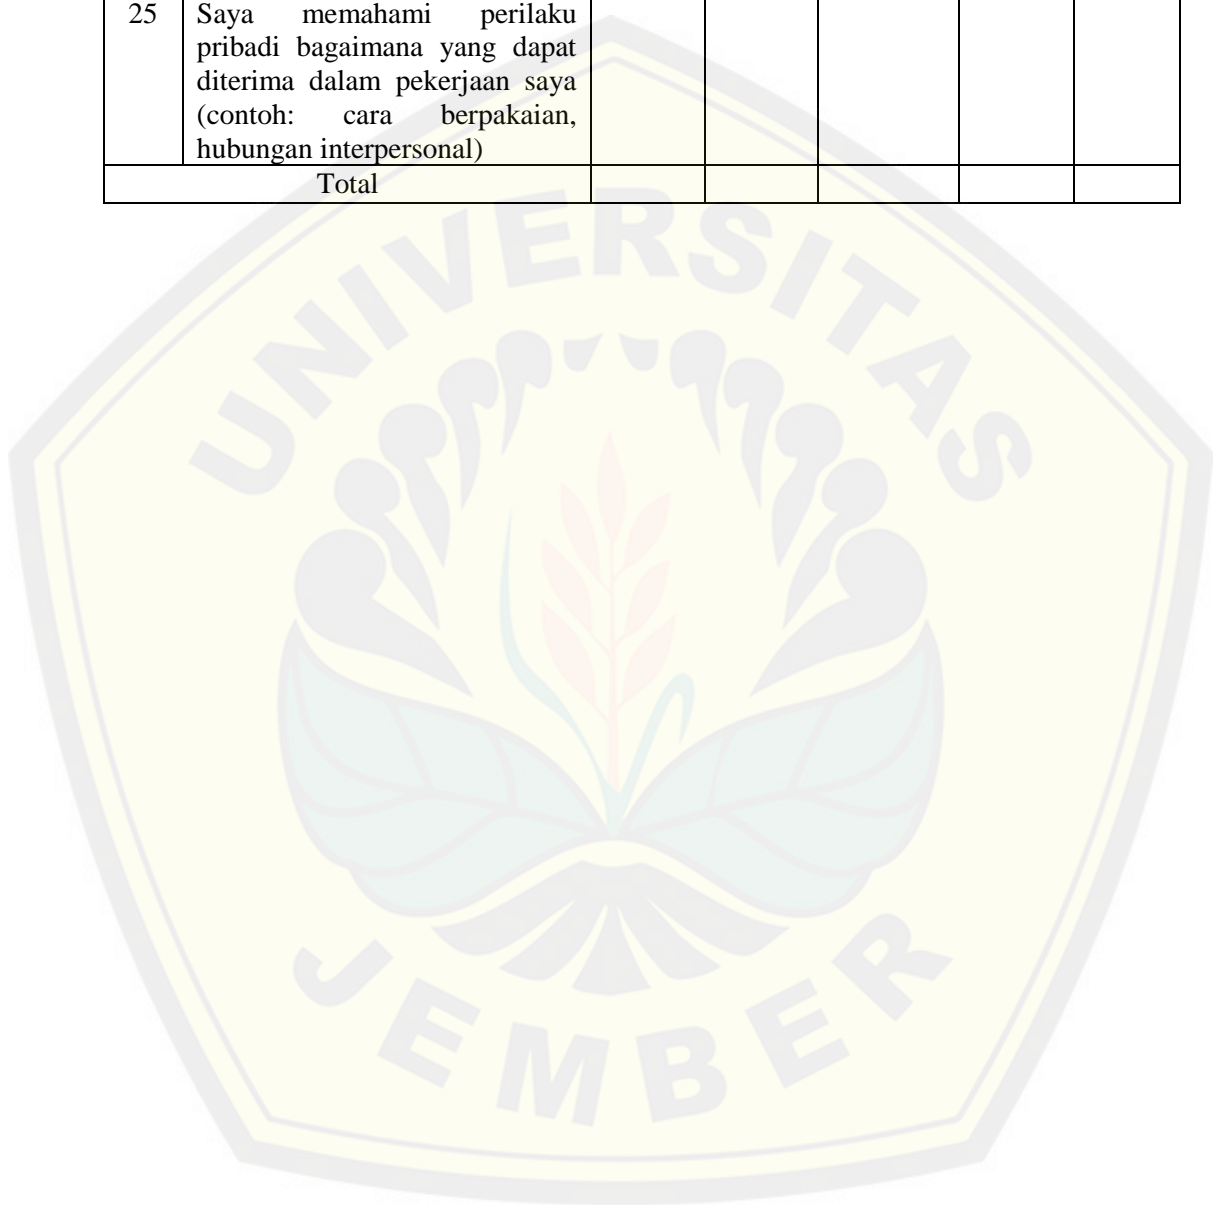 25 Saya memahami perilaku
pribadi bagaimana yang dapat
diterima dalam pekerjaan saya
(contoh: cara berpakaian,
hubungan interpersonal)
Total
UNIVERSITAS
JEMBER